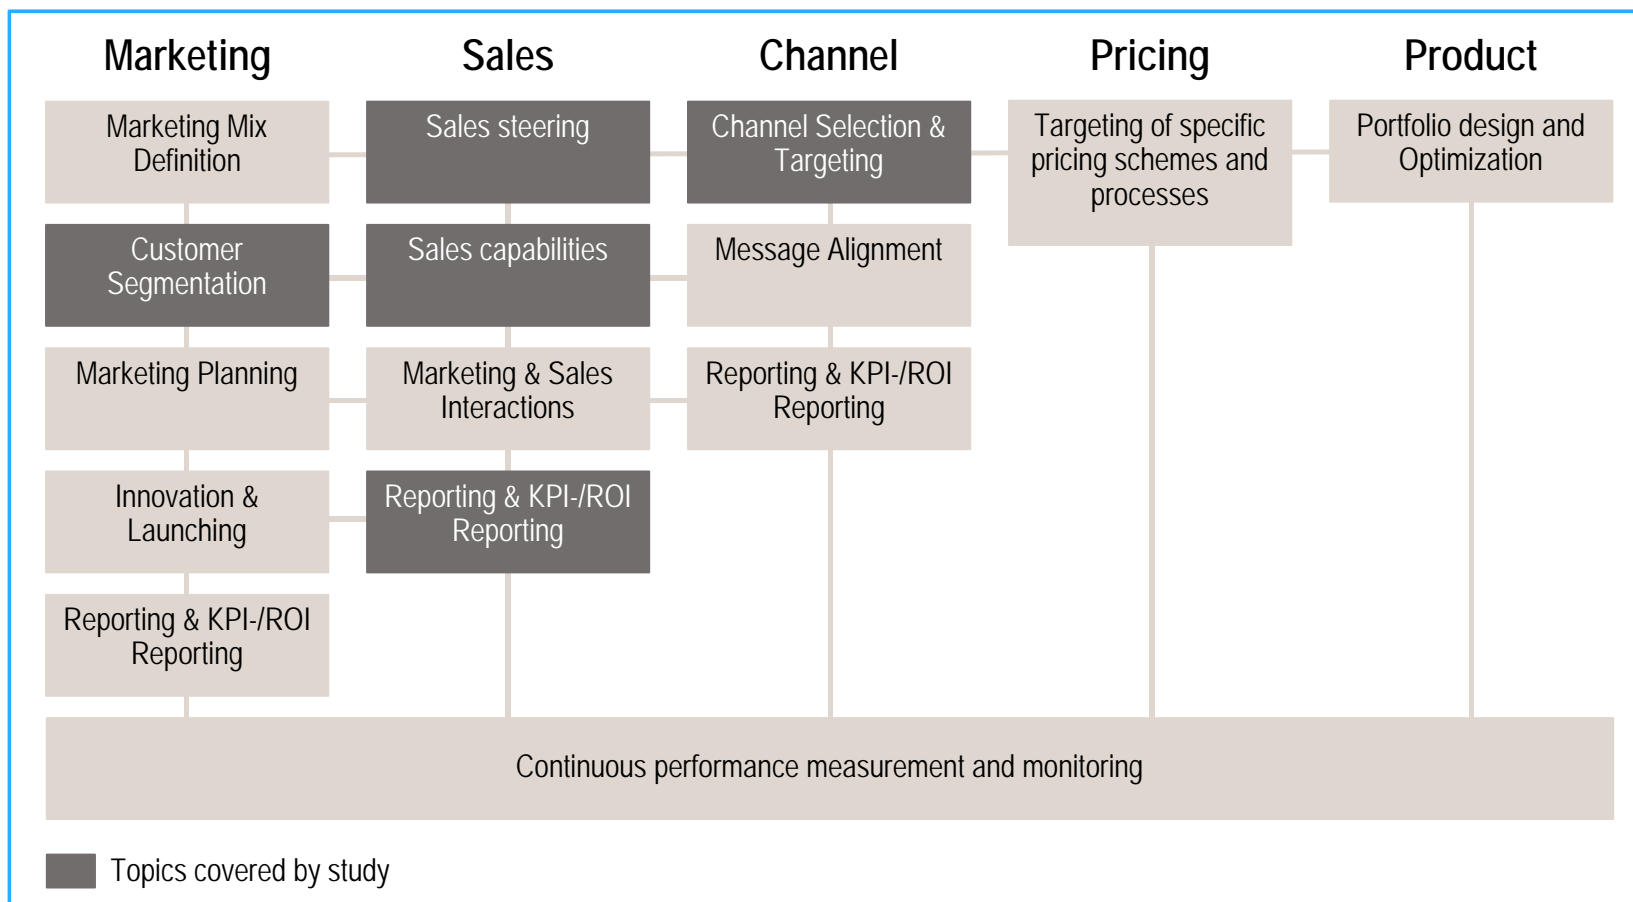 Marketing
Sales
Channel
Pricing
Product
Marketing Mix
Definition
Sales steering
Channel Selection &
Targeting
Targeting of specific
pricing schemes and
processes
Portfolio design and
Optimization
Customer
Segmentation
Sales capabilities
Message Alignment
Marketing Planning
Marketing & Sales
Interactions
Reporting & KPI-/ROI
Reporting
Innovation &
Launching
Reporting & KPI-/ROI
Reporting
Reporting & KPI-/ROI
Reporting
Continuous performance measurement and monitoring
Topics covered by study